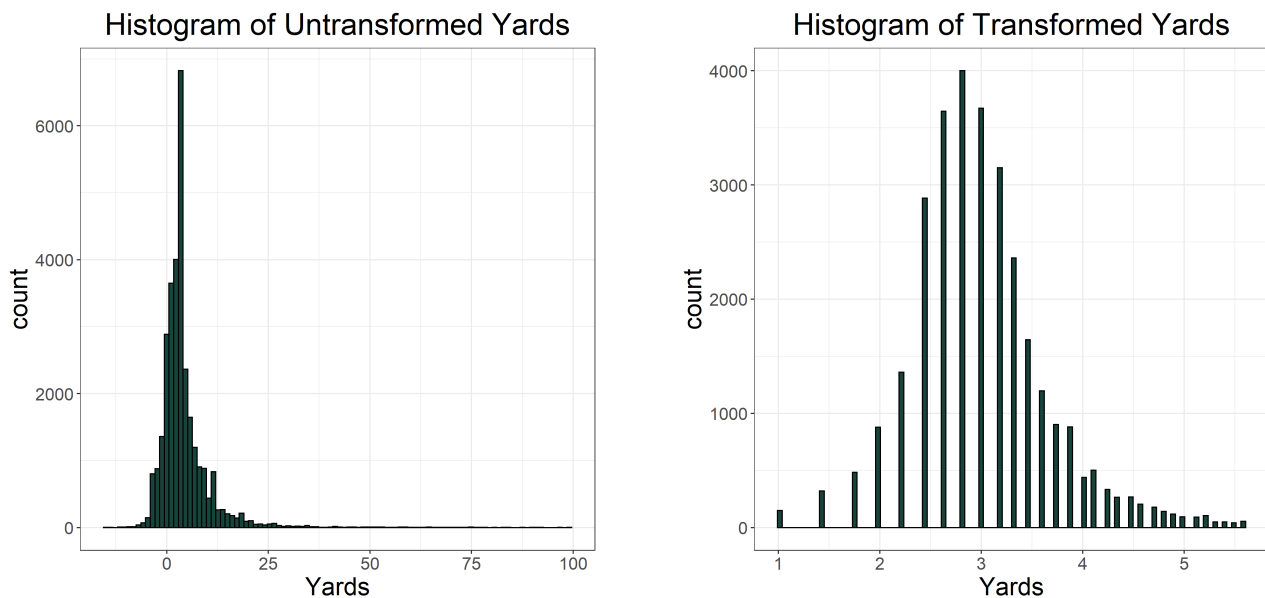 Histogram of Untransformed Yards
6000
4000
2000
0
count
0 25 50 75 100
Yards
Histogram of Transformed Yards
4000
3000
2000
1000
0
count
1 2 3 4 5
Yards